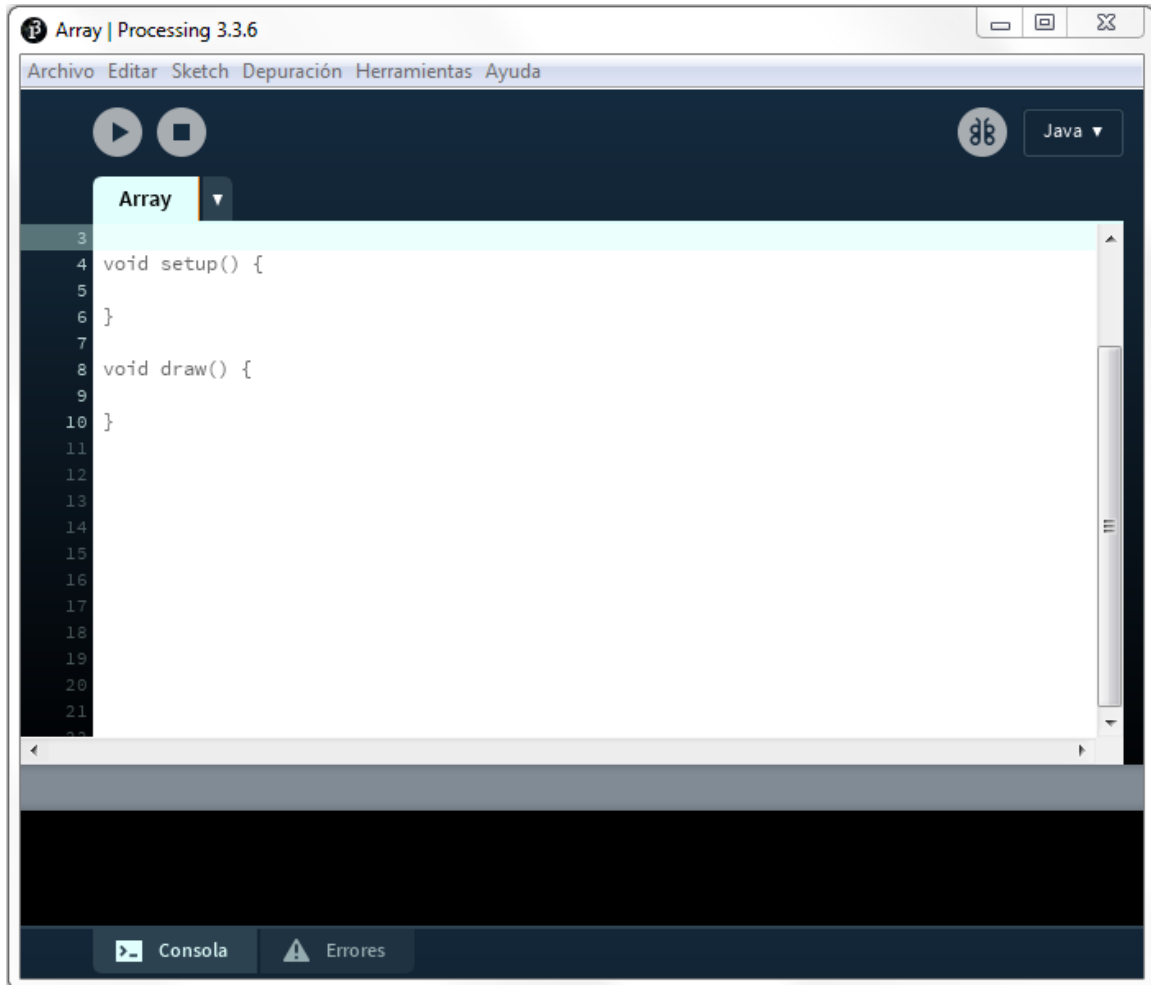 Array | Processing 3.3.6
Archivo Editar Sketch Depuración Herramientas Ayuda
Java ▼
Array ▼
3
4 void setup() {
5
6 }
7
8 void draw() {
9
10 }
11
12
13
14
15
16
17
18
19
20
21
Consola Errores